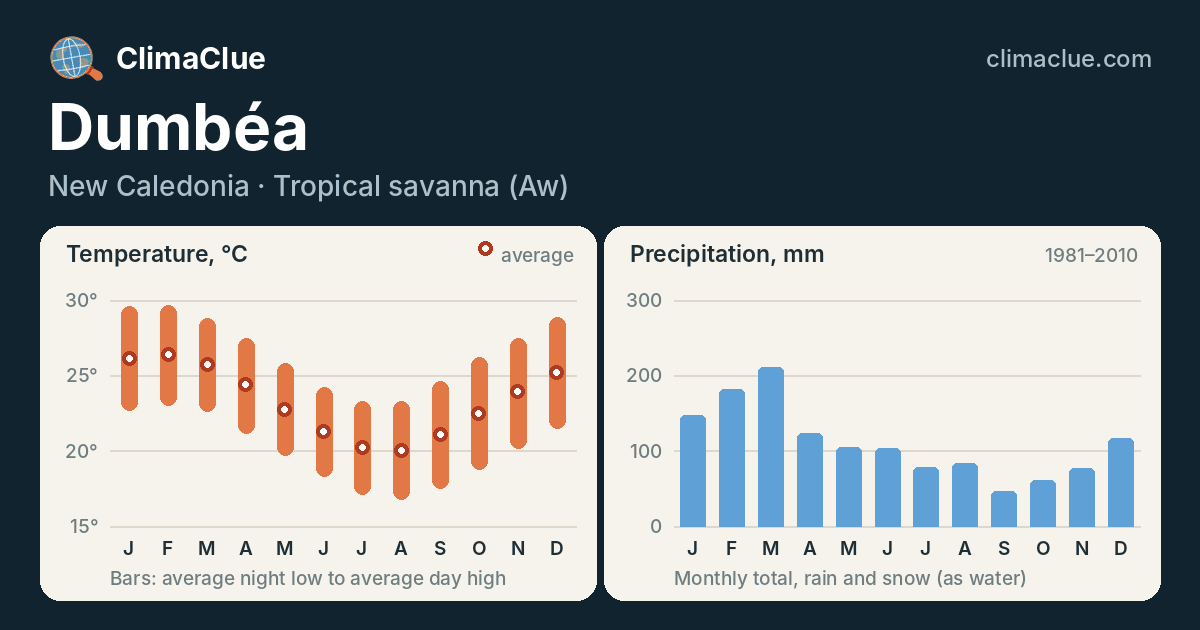 ClimaClue
climaclue.com
Dumbéa
New Caledonia · Tropical savanna (Aw)
Temperature, °C
average
30°
25°
20°
15°
J F M A M J J A S O N D
Bars: average night low to average day high
Precipitation, mm
1981–2010
300
200
100
0
J F M A M J J A S O N D
Monthly total, rain and snow (as water)